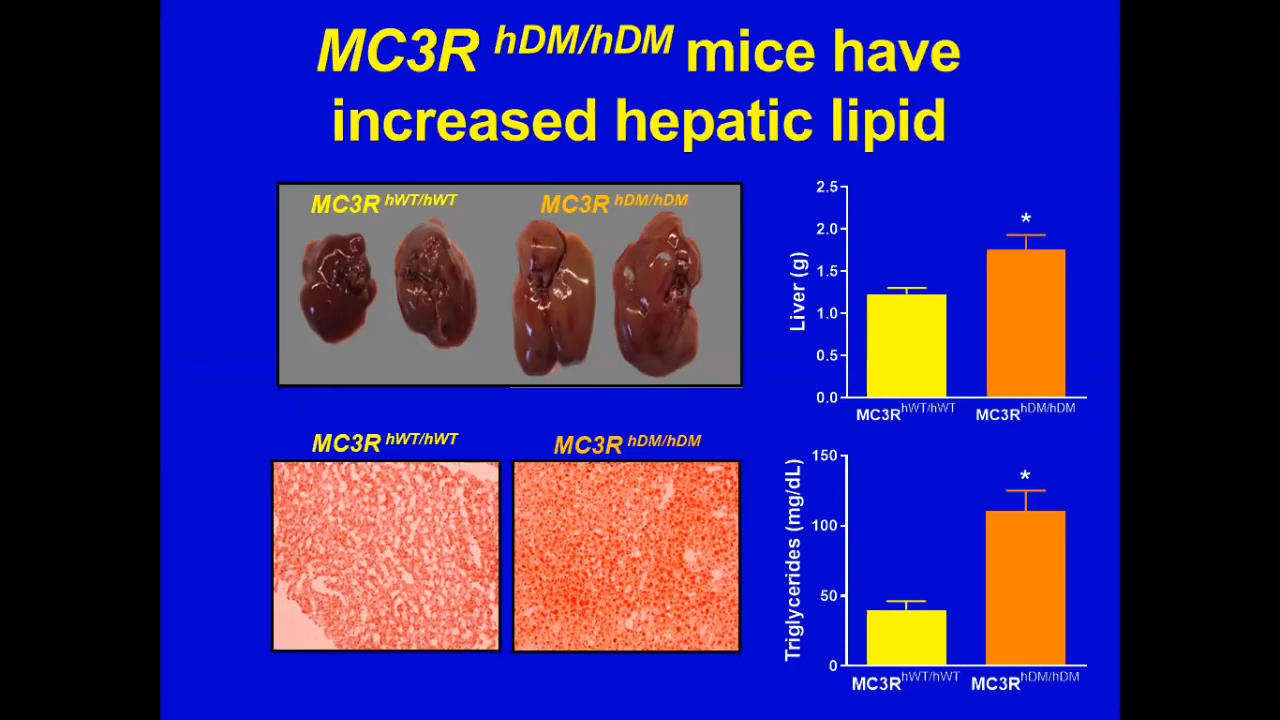 MC3R hDM/hDM mice have
increased hepatic lipid
MC3R hWT/hWT
MC3R hDM/hDM
2.5
2.0
1.5
1.0
0.5
0.0
Liver (g)
*
MC3RhWT/hWT
MC3RhDM/hDM
MC3R hWT/hWT
MC3R hDM/hDM
150
100
50
0
Triglycerides (mg/dL)
*
MC3RhWT/hWT
MC3RhDM/hDM